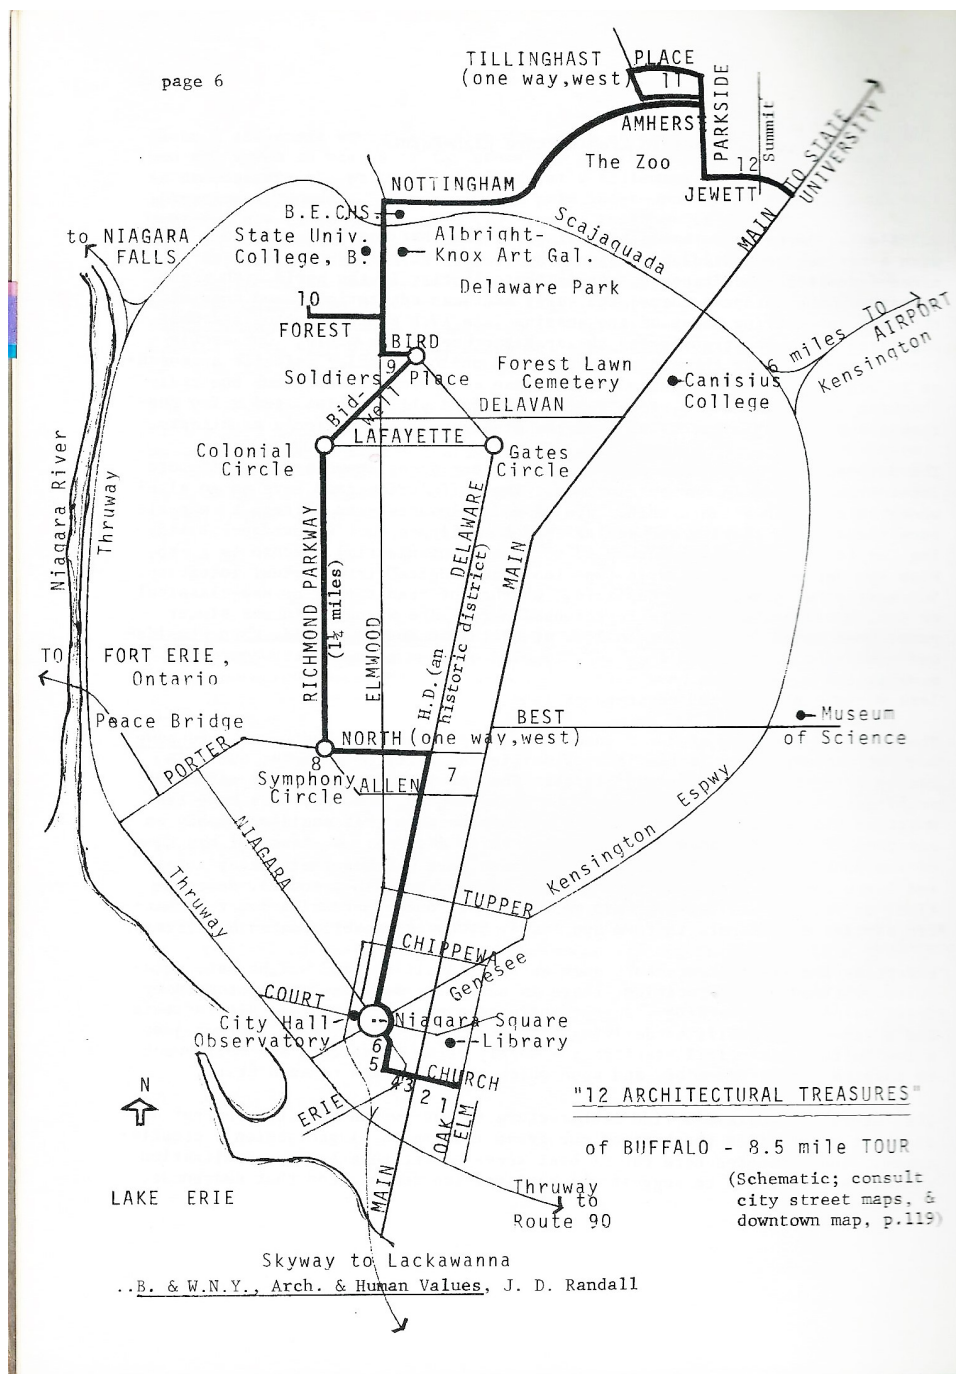 page 6
TILLINGHAST PLACE
(one way,west)
11
PARKSIDE
Summit
AMHERST
The Zoo
12
JEWETT
TO STATE
UNIVERSITY
MAIN
NOTTINGHAM
B.E.CHS.
State Univ.
College, B.
Albright-
Knox Art Gal.
Scajaquada
Delaware Park
to NIAGARA
FALLS
10
FOREST
BIRD
9
Soldiers Place
Bid-
well
Forest Lawn
Cemetery
6 miles TO
AIRPORT
Kensington
Canisius
College
DELAVAN
LAFAYETTE
Colonial
Circle
Gates
Circle
Niagara River
Thruway
RICHMOND PARKWAY
(1½ miles)
ELMWOOD
DELAWARE
H.D.(an
historic district)
MAIN
TO FORT ERIE,
Ontario
Peace Bridge
PORTER
NORTH (one way,west)
BEST
Museum
of Science
8
Symphony
Circle
ALLEN
7
NIAGARA
Thruway
Kensington Espwy
TUPPER
CHIPPEWA
Genesee
COURT
City Hall
Observatory
Niagara Square
Library
6
5
4
3
2
1
CHURCH
ERIE
OAK
ELM
MAIN
N
LAKE ERIE
"12 ARCHITECTURAL TREASURES"
of BUFFALO - 8.5 mile TOUR
(Schematic; consult
city street maps, &
downtown map, p.119)
Thruway
to
Route 90
Skyway to Lackawanna
..B. & W.N.Y., Arch. & Human Values, J. D. Randall